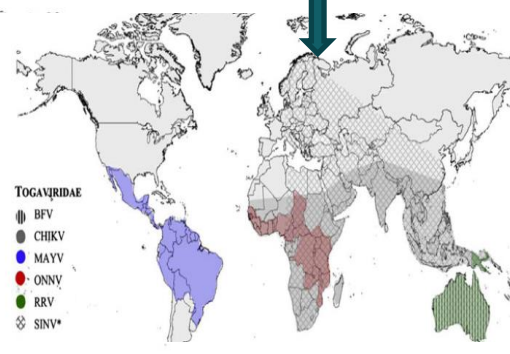 TOGAVIRIDAE
BFV
CHIKV
MAYV
ONNV
RRV
SINV*